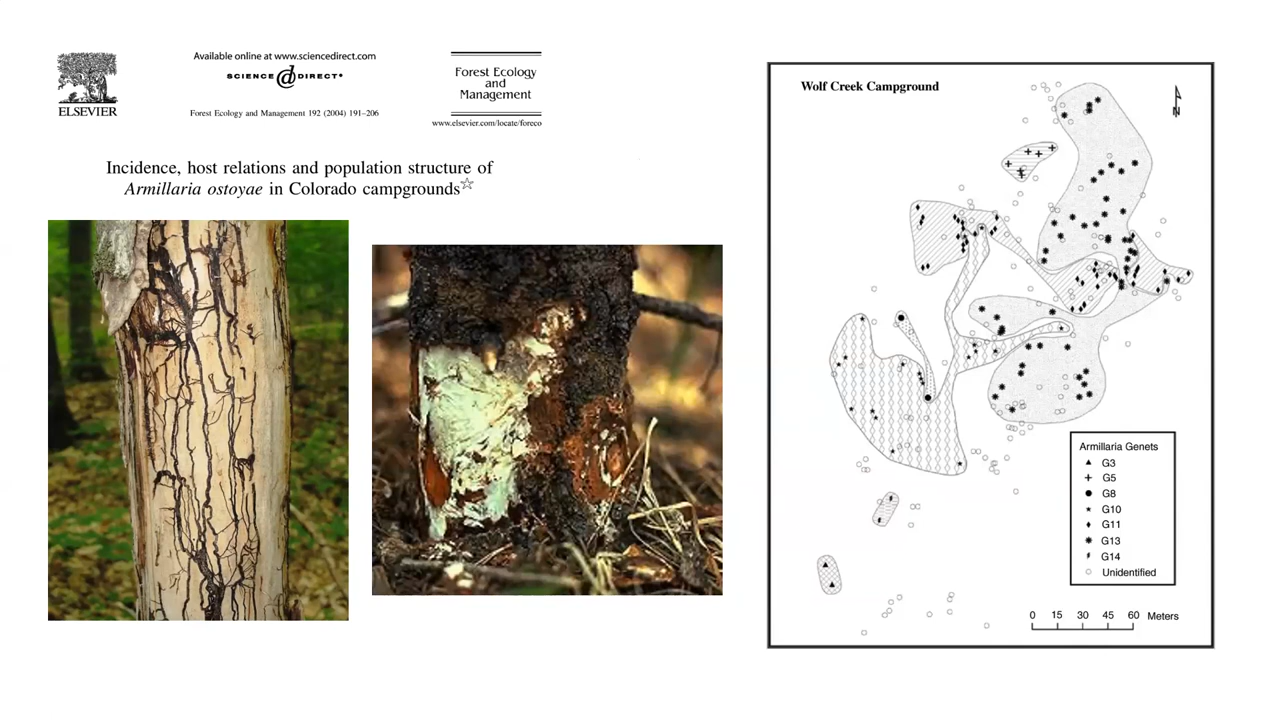 ELSEVIER
Available online at www.sciencedirect.com
SCIENCE @ DIRECT®
Forest Ecology and Management 192 (2004) 191–206
Forest Ecology
and
Management
www.elsevier.com/locate/foreco
Incidence, host relations and population structure of
Armillaria ostoyae in Colorado campgrounds☆
Wolf Creek Campground
N
Armillaria Genets
G3
G5
G8
G10
G11
G13
G14
Unidentified
0 15 30 45 60 Meters